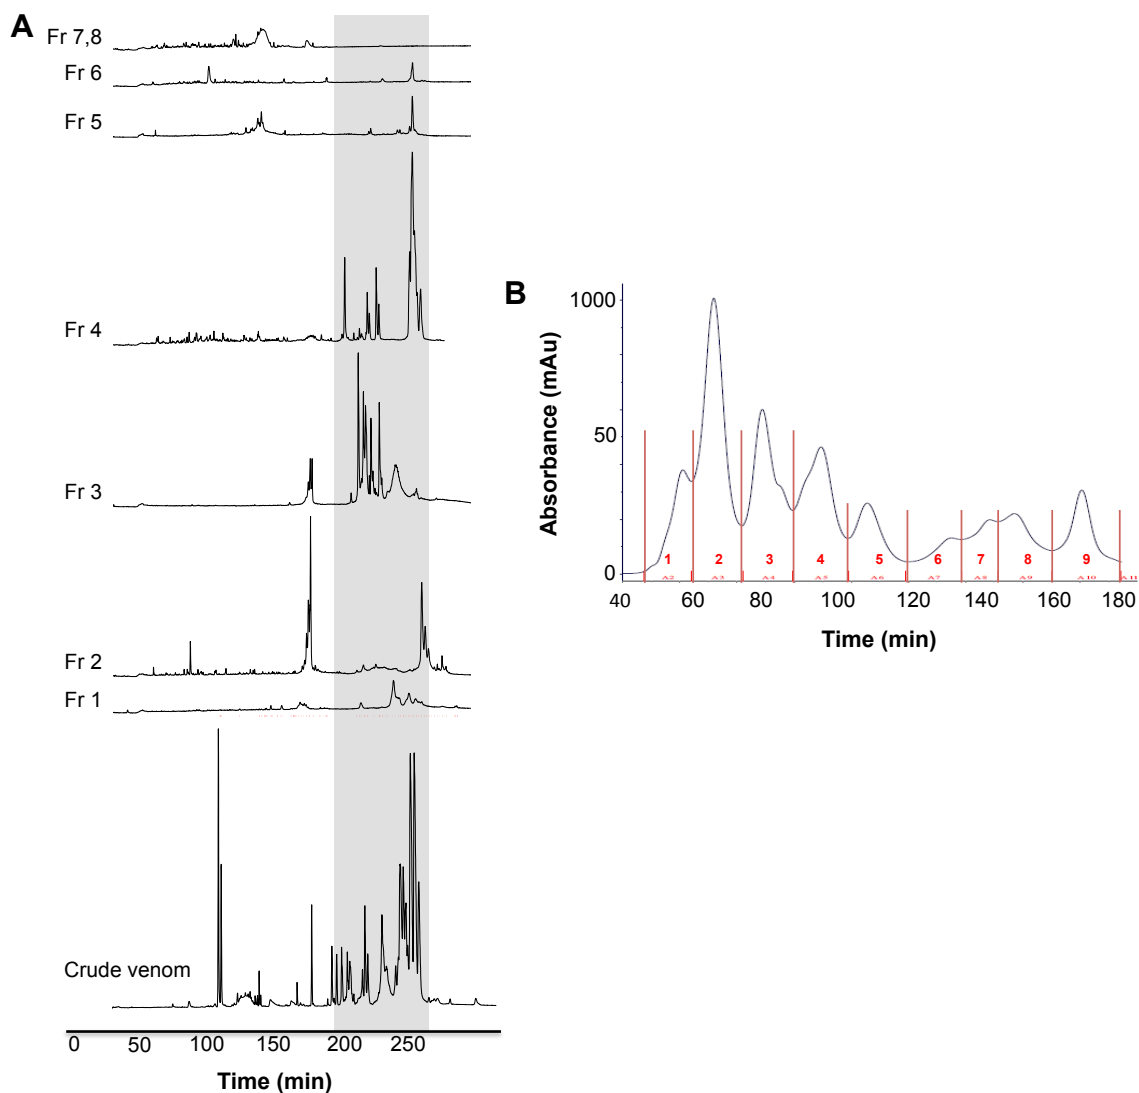 A
Fr 7,8
Fr 6
Fr 5
Fr 4
Fr 3
Fr 2
Fr 1
Crude venom
0 50 100 150 200 250
Time (min)
B
Absorbance (mAu)
1000
50
0
1 2 3 4 5 6 7 8 9
40 60 80 100 120 140 160 180
Time (min)